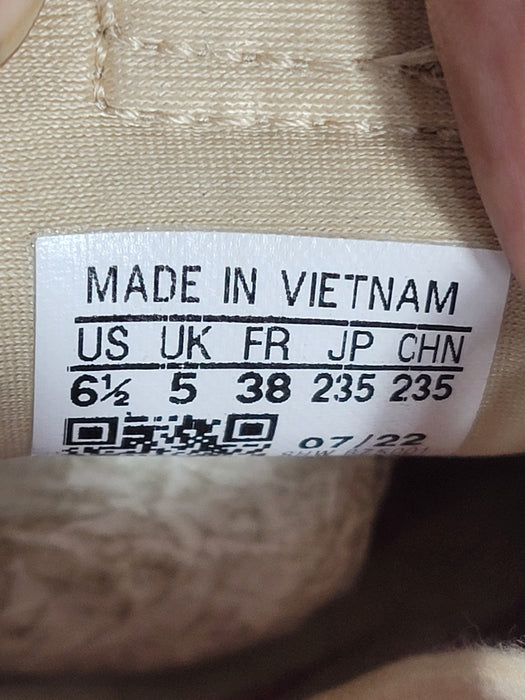 MADE IN VIETNAM
US UK FR JP CHN
6½ 5 38 235 235
07/22